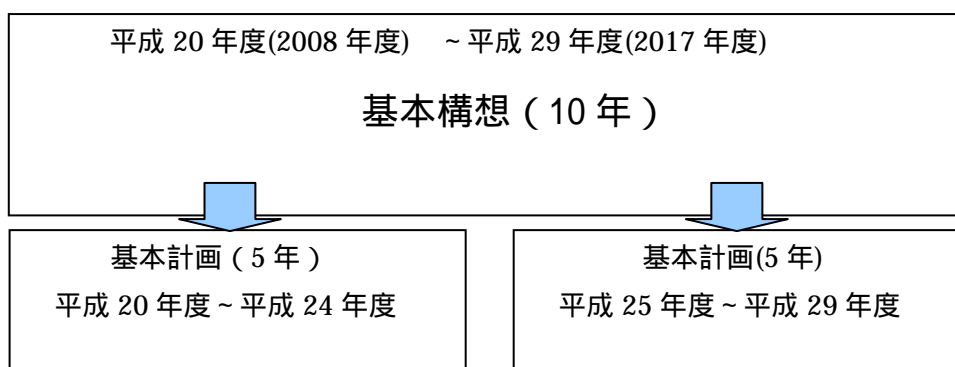 平成 20 年度(2008 年度)　~ 平成 29 年度(2017 年度)
基本構想（10 年）
基本計画（5 年）
平成 20 年度 ~ 平成 24 年度
基本計画(5 年)
平成 25 年度 ~ 平成 29 年度